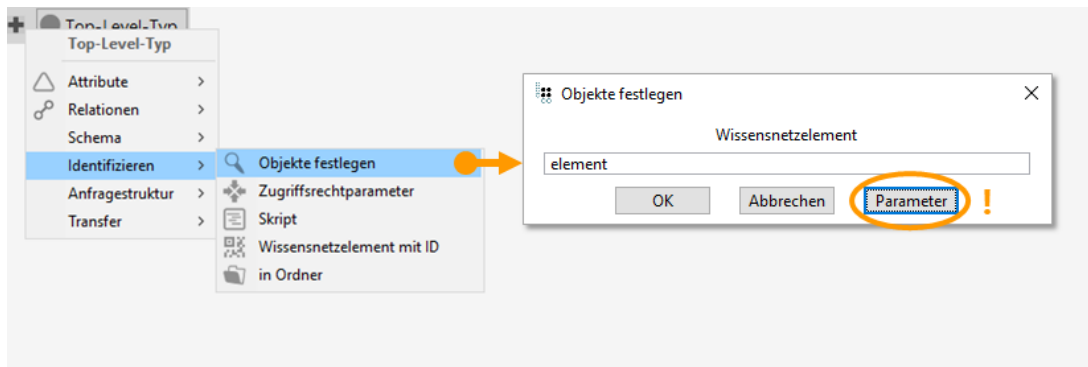 Top-Level-Typ
Top-Level-Typ
Attribute
Relationen
Schema
Identifizieren
Anfragestruktur
Transfer
Objekte festlegen
Zugriffsrechtparameter
Skript
Wissensnetzelement mit ID
in Ordner
Objekte festlegen
Wissensnetzelement
element
OK Abbrechen Parameter !